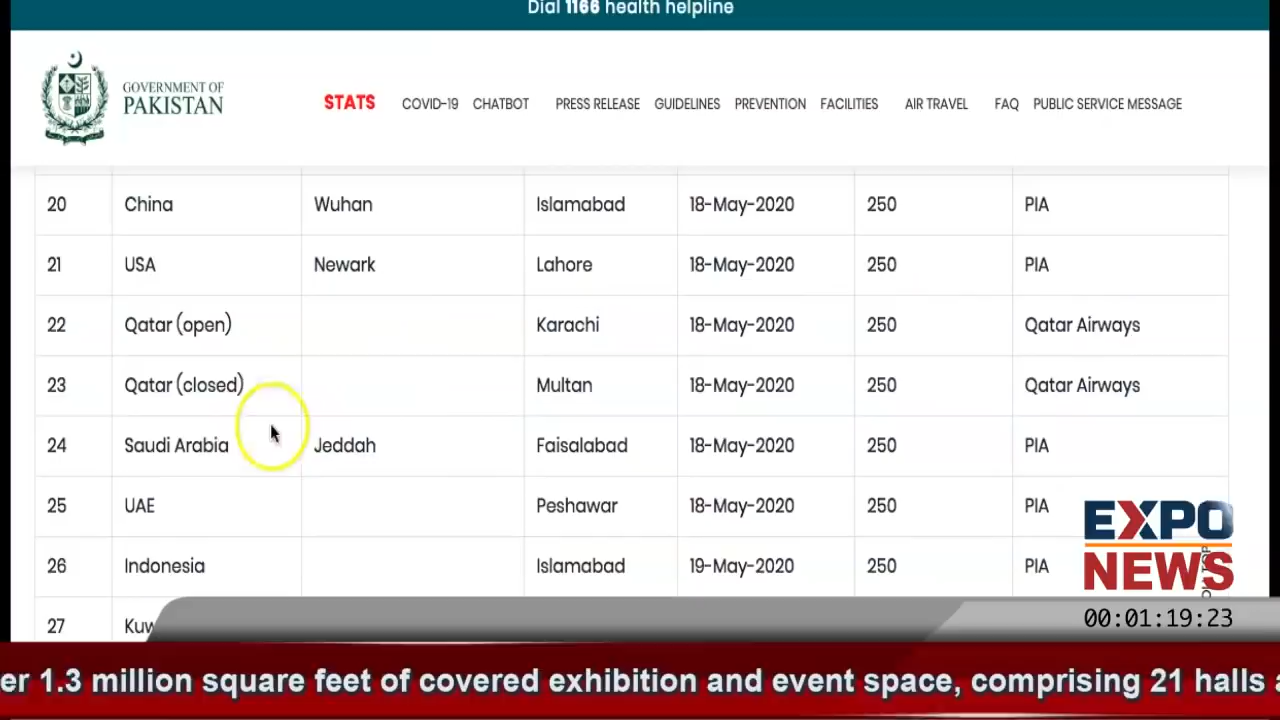 Dial 1166 health helpline
GOVERNMENT OF
PAKISTAN
STATS COVID-19 CHATBOT PRESS RELEASE GUIDELINES PREVENTION FACILITIES AIR TRAVEL FAQ PUBLIC SERVICE MESSAGE
20 China Wuhan Islamabad 18-May-2020 250 PIA
21 USA Newark Lahore 18-May-2020 250 PIA
22 Qatar (open) Karachi 18-May-2020 250 Qatar Airways
23 Qatar (closed) Multan 18-May-2020 250 Qatar Airways
24 Saudi Arabia Jeddah Faisalabad 18-May-2020 250 PIA
25 UAE Peshawar 18-May-2020 250 PIA
26 Indonesia Islamabad 19-May-2020 250 PIA
27
EXPO
NEWS
00:01:19:23
er 1.3 million square feet of covered exhibition and event space, comprising 21 halls a